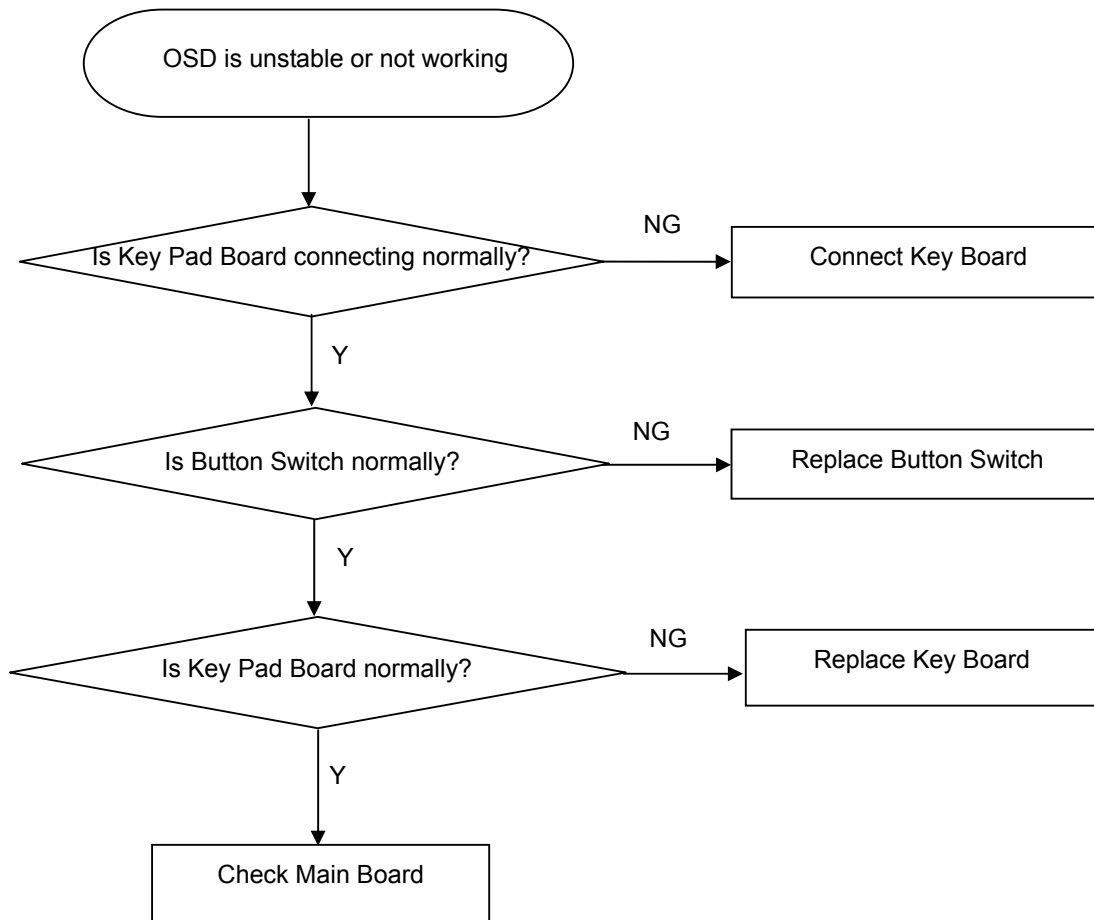 OSD is unstable or not working
Is Key Pad Board connecting normally?
NG
Connect Key Board
Y
Is Button Switch normally?
NG
Replace Button Switch
Y
Is Key Pad Board normally?
NG
Replace Key Board
Y
Check Main Board